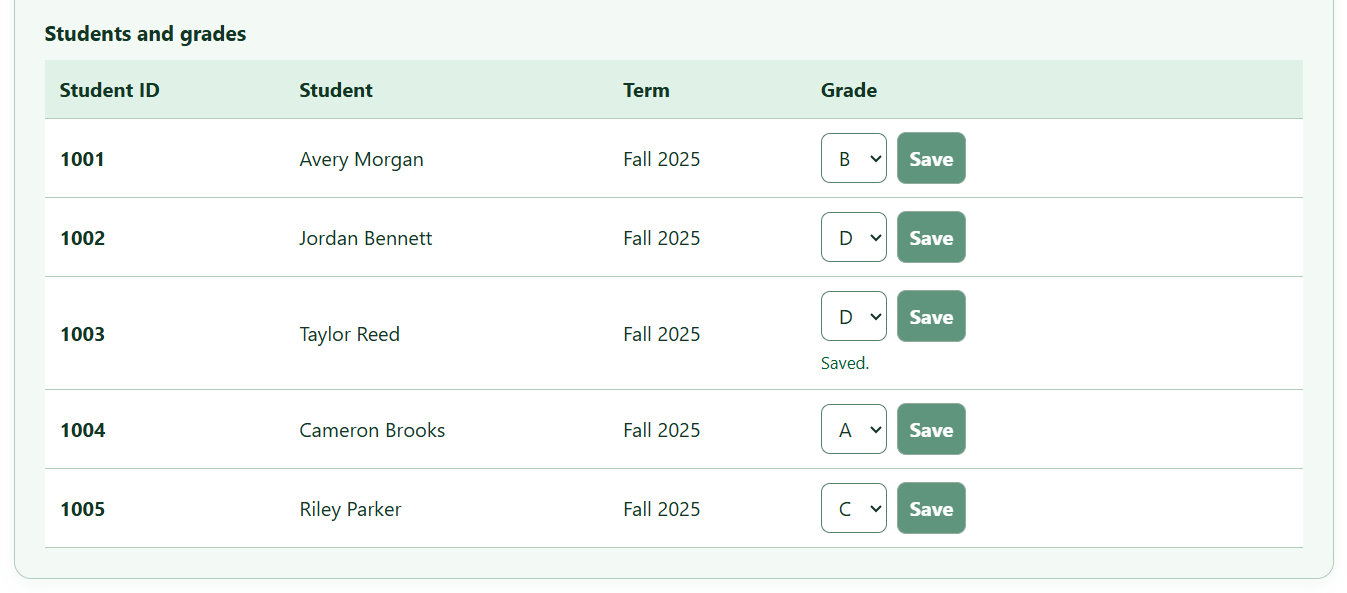 Students and grades
Student ID Student Term Grade
1001 Avery Morgan Fall 2025 B Save
1002 Jordan Bennett Fall 2025 D Save
1003 Taylor Reed Fall 2025 D Save
Saved.
1004 Cameron Brooks Fall 2025 A Save
1005 Riley Parker Fall 2025 C Save